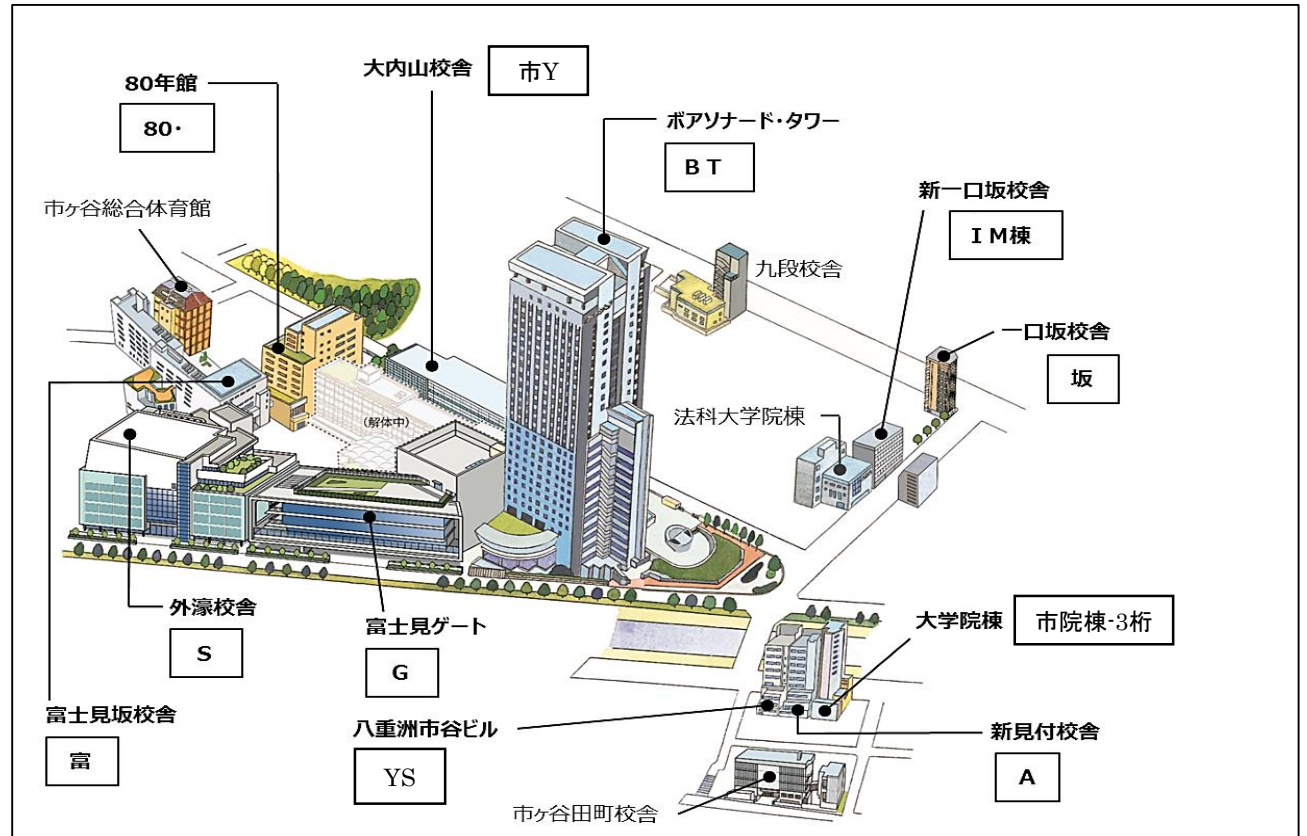 大内山校舎
市Y
80年館
80・
ボアソナード・タワー
ＢＴ
市ヶ谷総合体育館
新一口坂校舎
ＩＭ棟
九段校舎
一口坂校舎
坂
法科大学院棟
(解体中)
外濠校舎
S
富士見ゲート
G
大学院棟
市院棟-3桁
富士見坂校舎
富
八重洲市谷ビル
YS
新見付校舎
A
市ヶ谷田町校舎